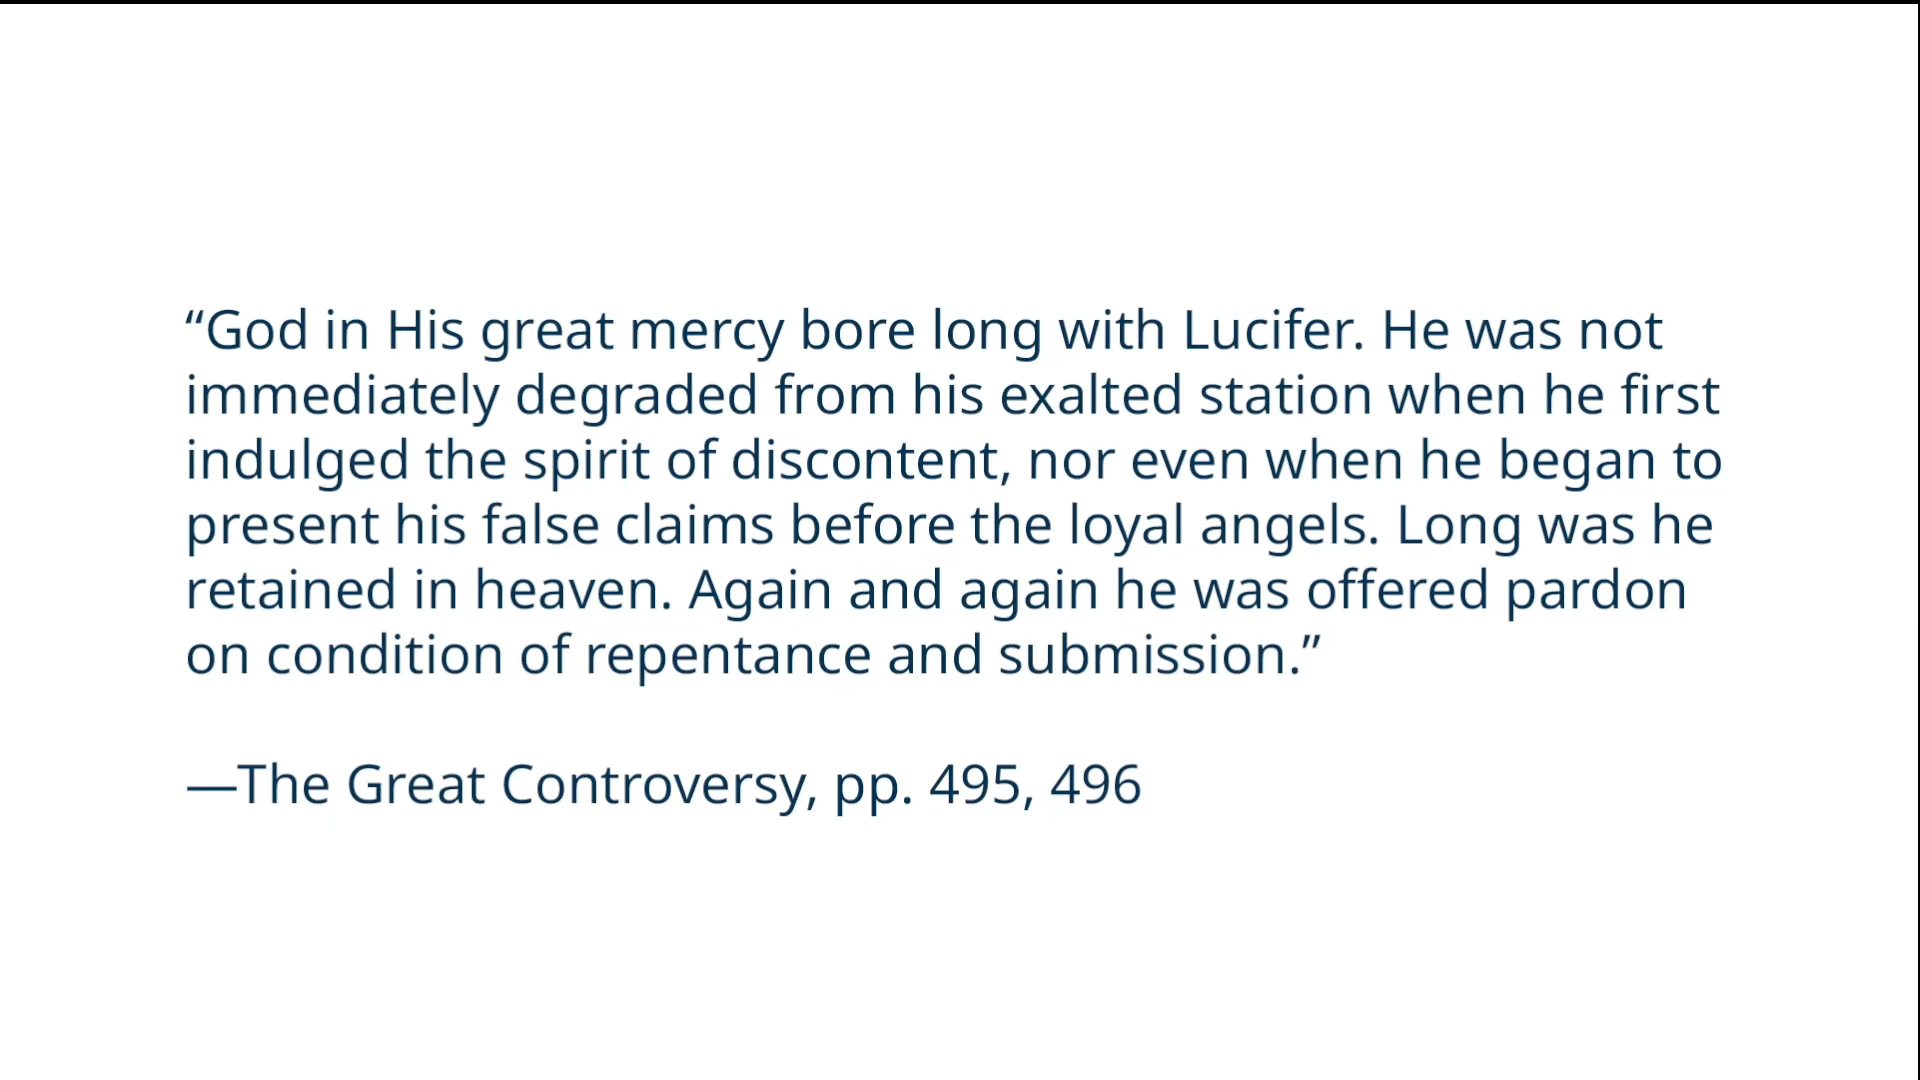 “God in His great mercy bore long with Lucifer. He was not
immediately degraded from his exalted station when he first
indulged the spirit of discontent, nor even when he began to
present his false claims before the loyal angels. Long was he
retained in heaven. Again and again he was offered pardon
on condition of repentance and submission.”
—The Great Controversy, pp. 495, 496